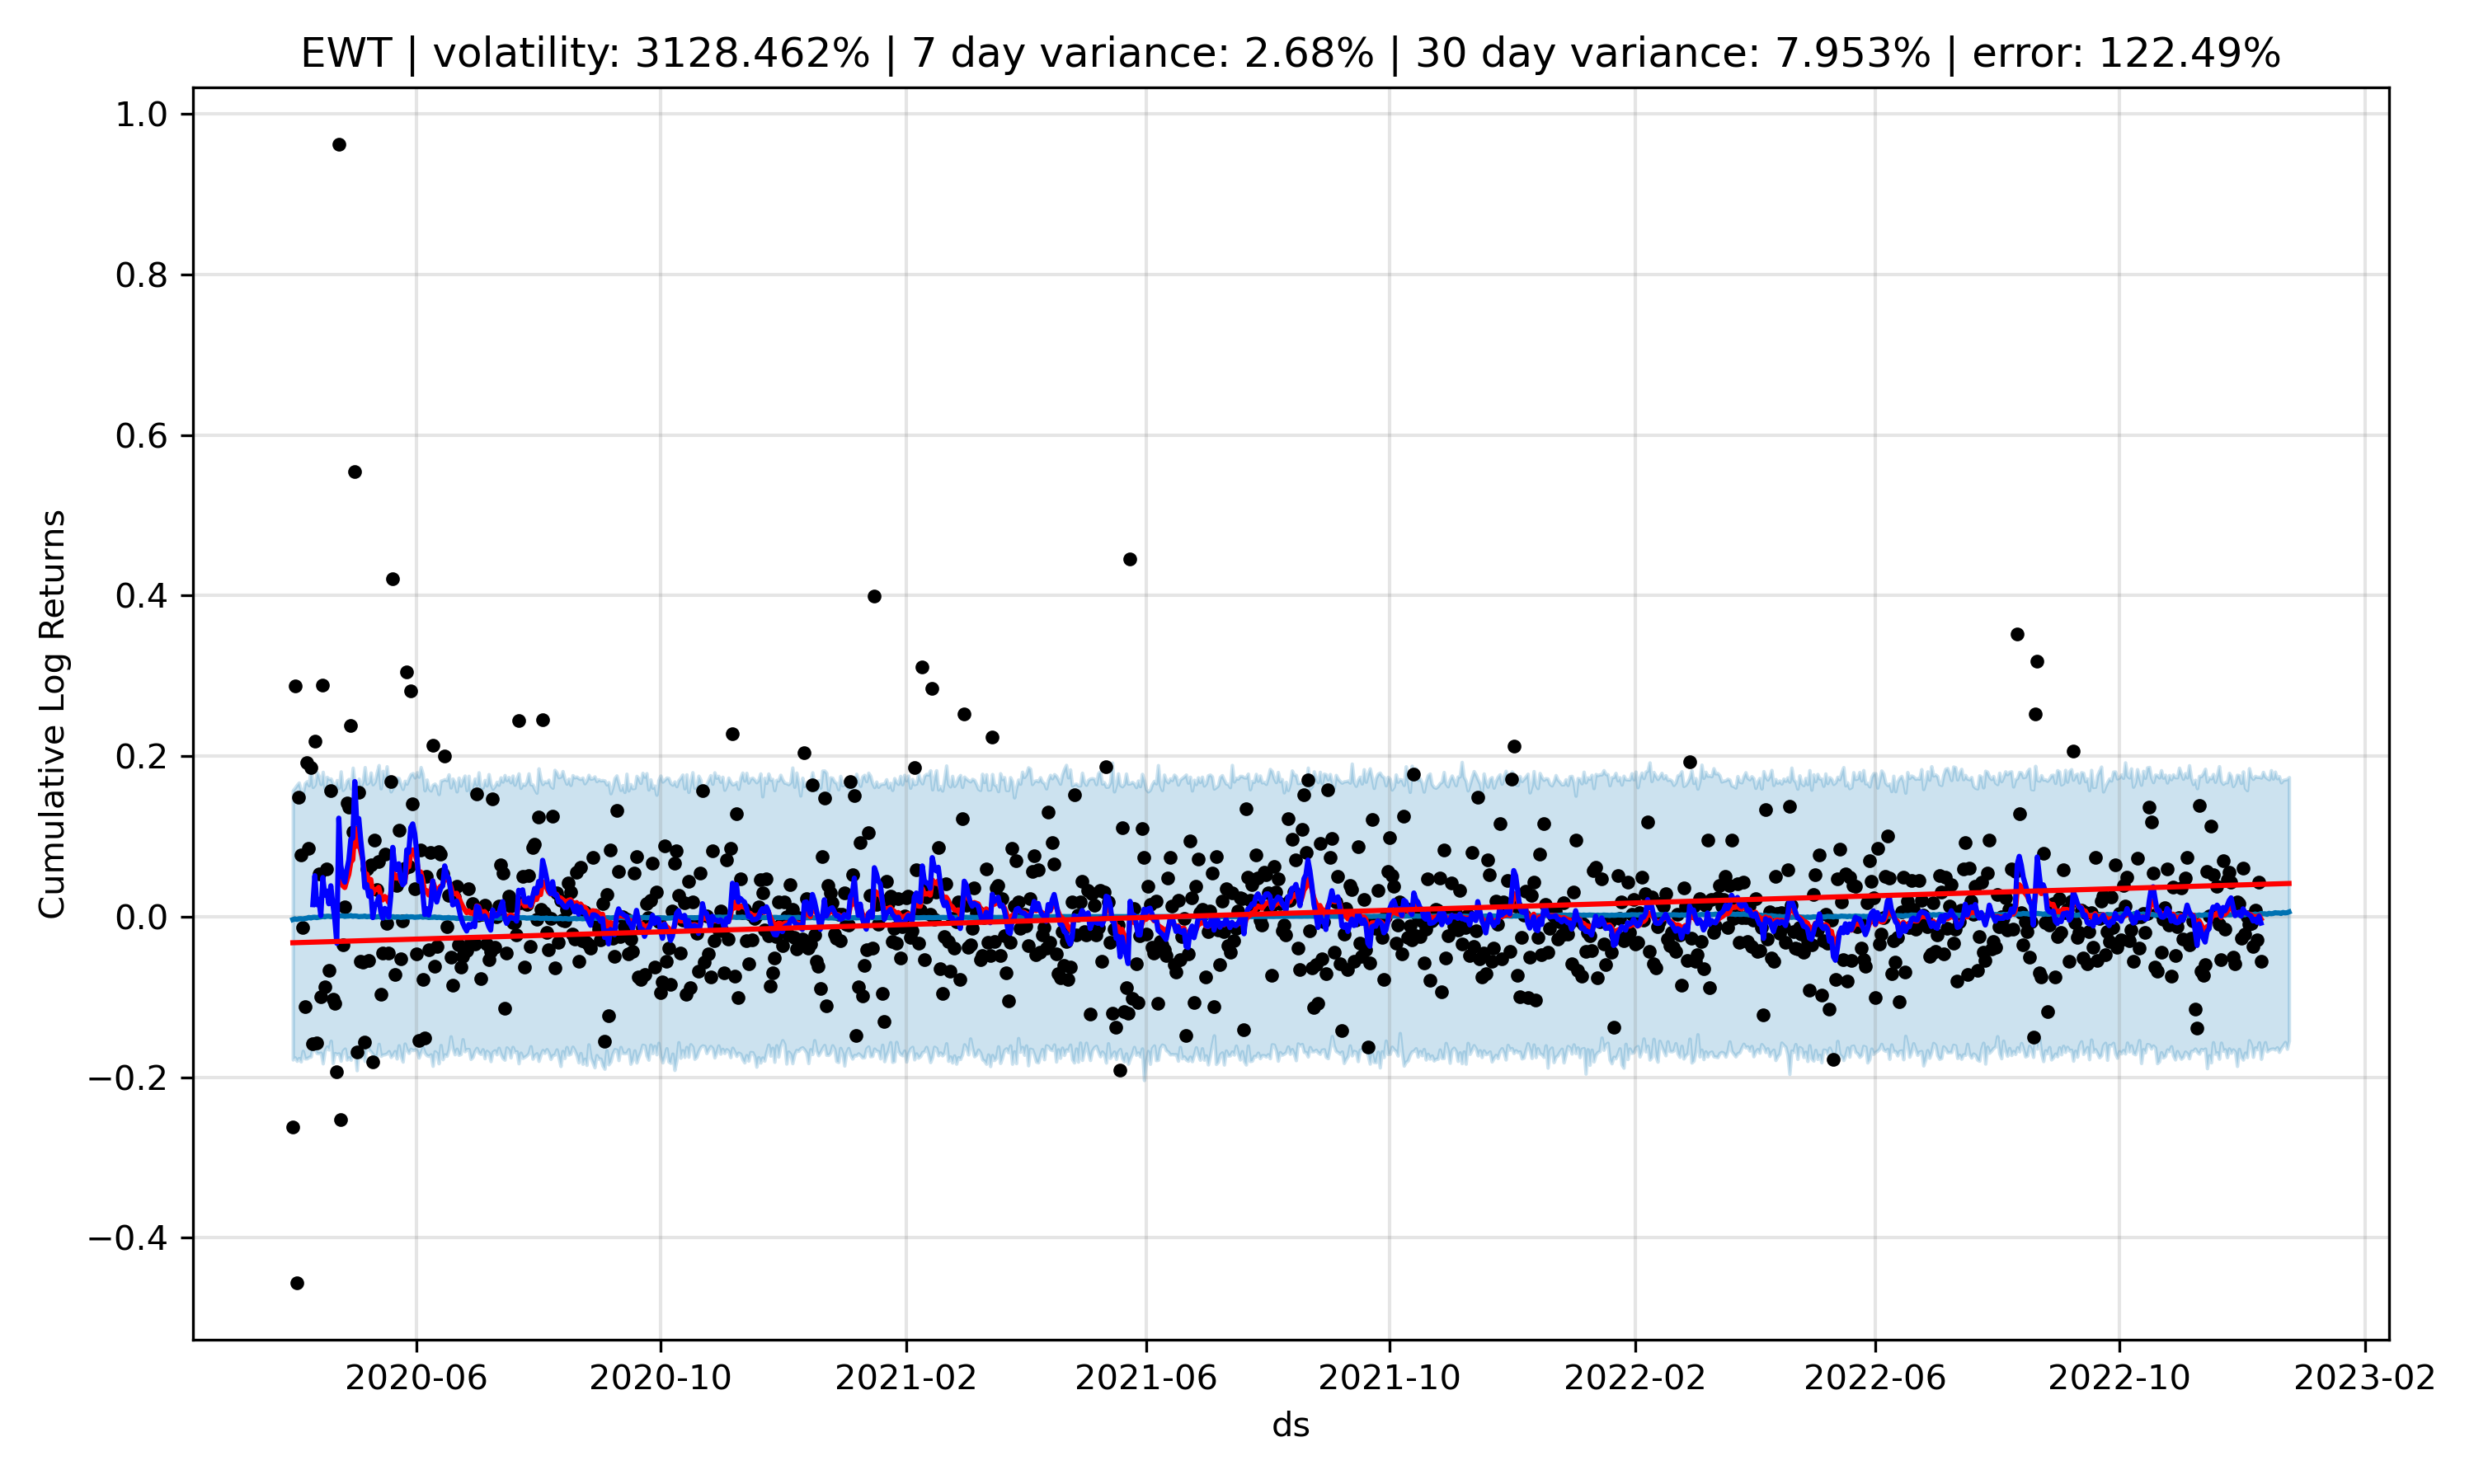 EWT | volatility: 3128.462% | 7 day variance: 2.68% | 30 day variance: 7.953% | error: 122.49%
1.0
0.8
0.6
0.4
0.2
0.0
−0.2
−0.4
Cumulative Log Returns
2020-06 2020-10 2021-02 2021-06 2021-10 2022-02 2022-06 2022-10 2023-02
ds